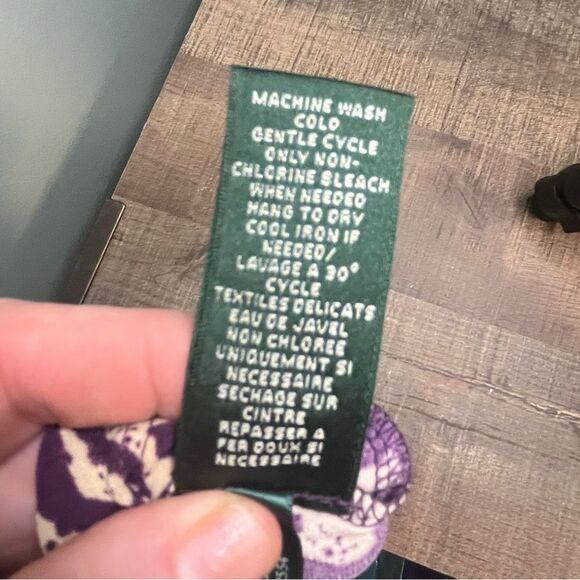 MACHINE WASH
COLD
GENTLE CYCLE
ONLY NON-
CHLORINE BLEACH
WHEN NEEDED
HANG TO DRY
COOL IRON IF
NEEDED/
LAVAGE A 30°
CYCLE
TEXTILES DELICATS
EAU DE JAVEL
NON CHLOREE
UNIQUEMENT SI
NECESSAIRE
SECHAGE SUR
CINTRE
REPASSER A
FER DOUX SI
NECESSAIRE